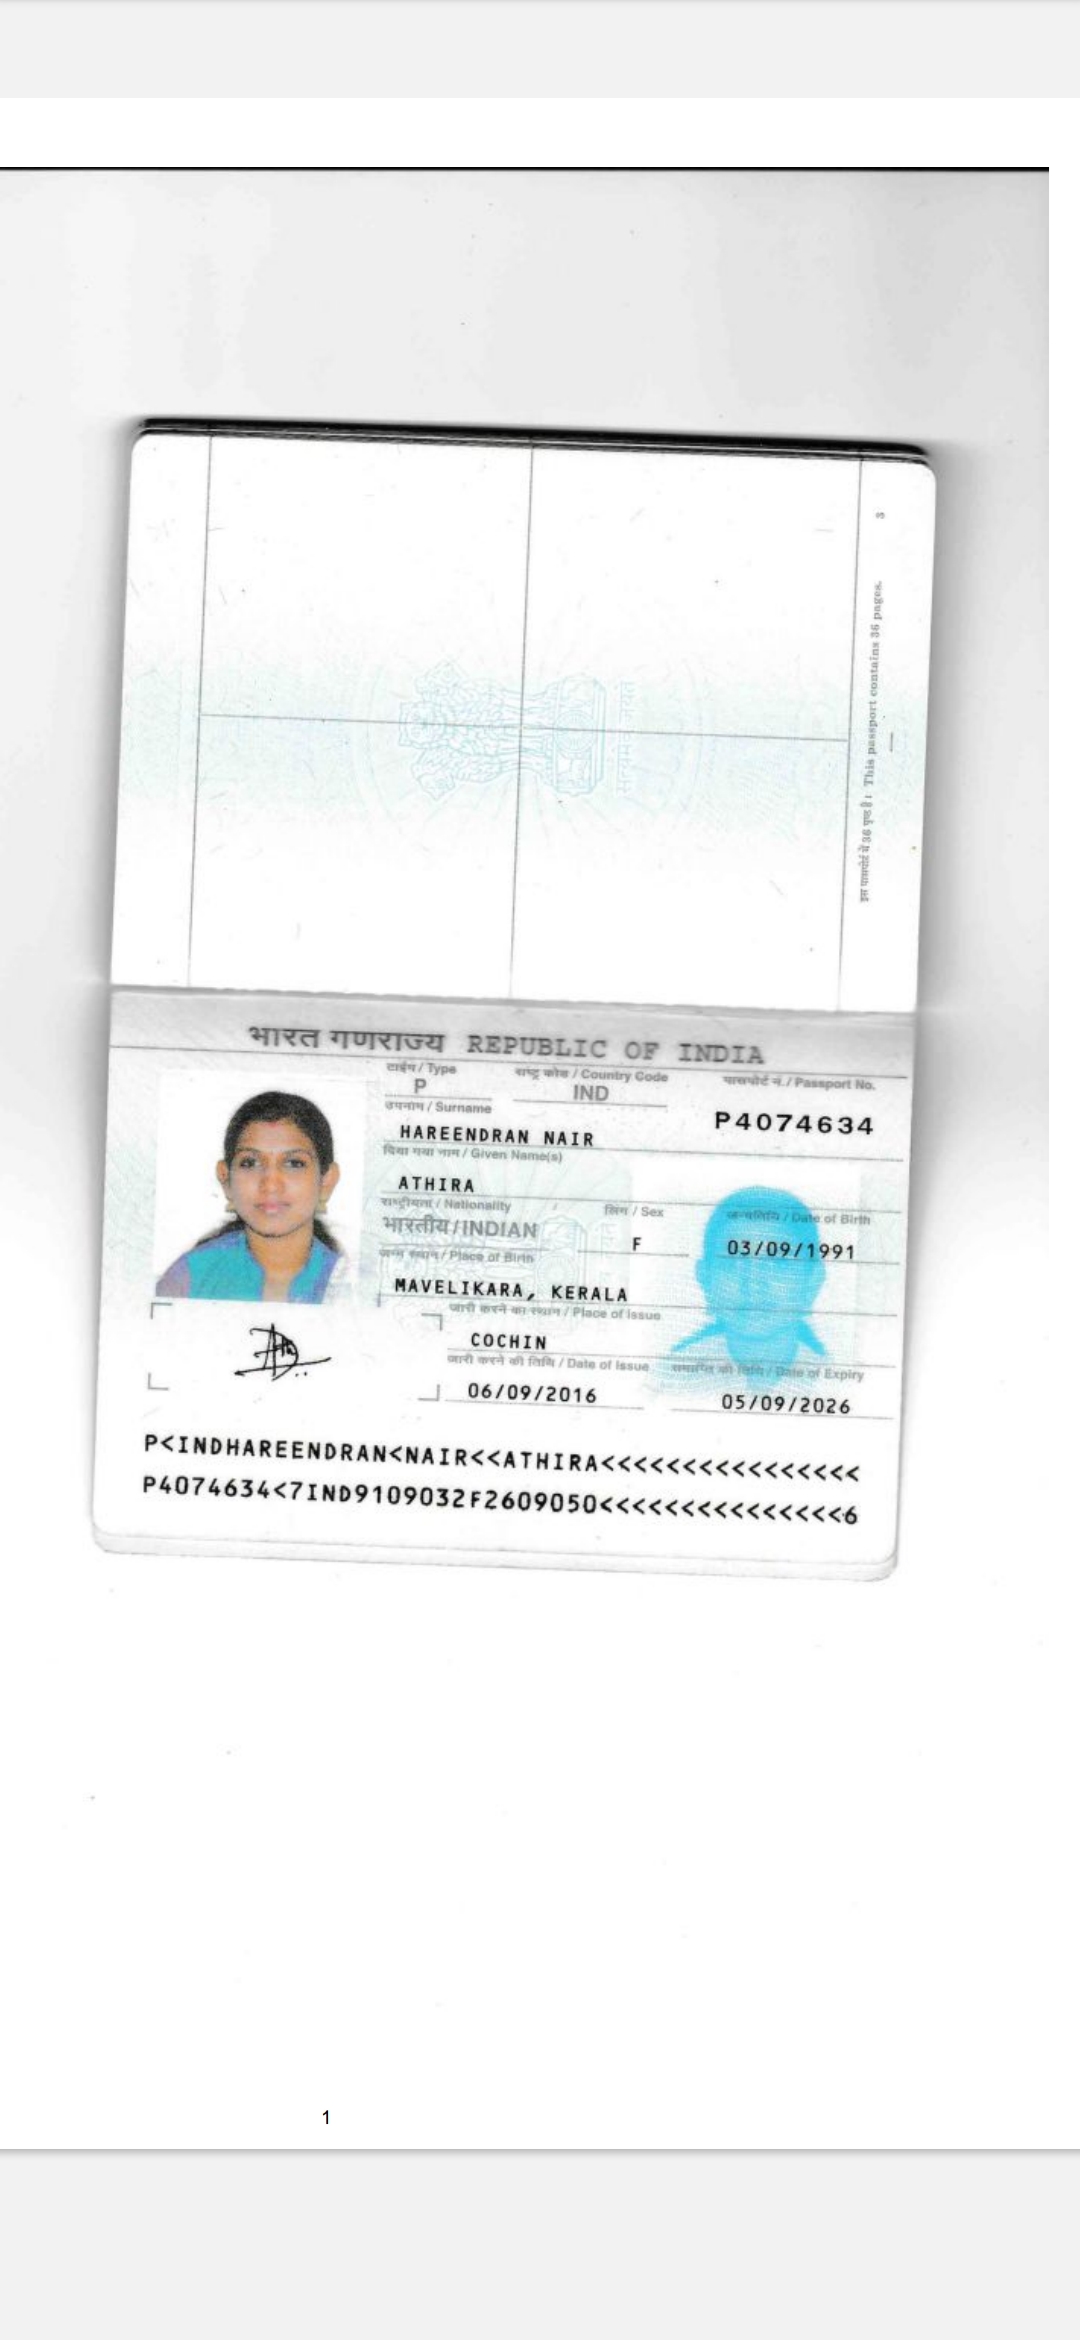 3
इस पासपोर्ट में 36 पृष्ठ हैं। This passport contains 36 pages.
भारत गणराज्य REPUBLIC OF INDIA
टाईप / Type
राष्ट्र कोड / Country Code
पासपोर्ट नं. / Passport No.
P
IND
P4074634
उपनाम / Surname
HAREENDRAN NAIR
दिया गया नाम / Given Name(s)
ATHIRA
राष्ट्रीयता / Nationality
लिंग / Sex
जन्मतिथि / Date of Birth
भारतीय/INDIAN
F
03/09/1991
जन्म स्थान / Place of Birth
MAVELIKARA, KERALA
जारी करने का स्थान / Place of Issue
COCHIN
जारी करने की तिथि / Date of Issue
समाप्ति की तिथि / Date of Expiry
06/09/2016
05/09/2026
P<INDHAREENDRAN<NAIR<<ATHIRA<<<<<<<<<<<<<<<<
P4074634<7IND9109032F2609050<<<<<<<<<<<<<<<6
1